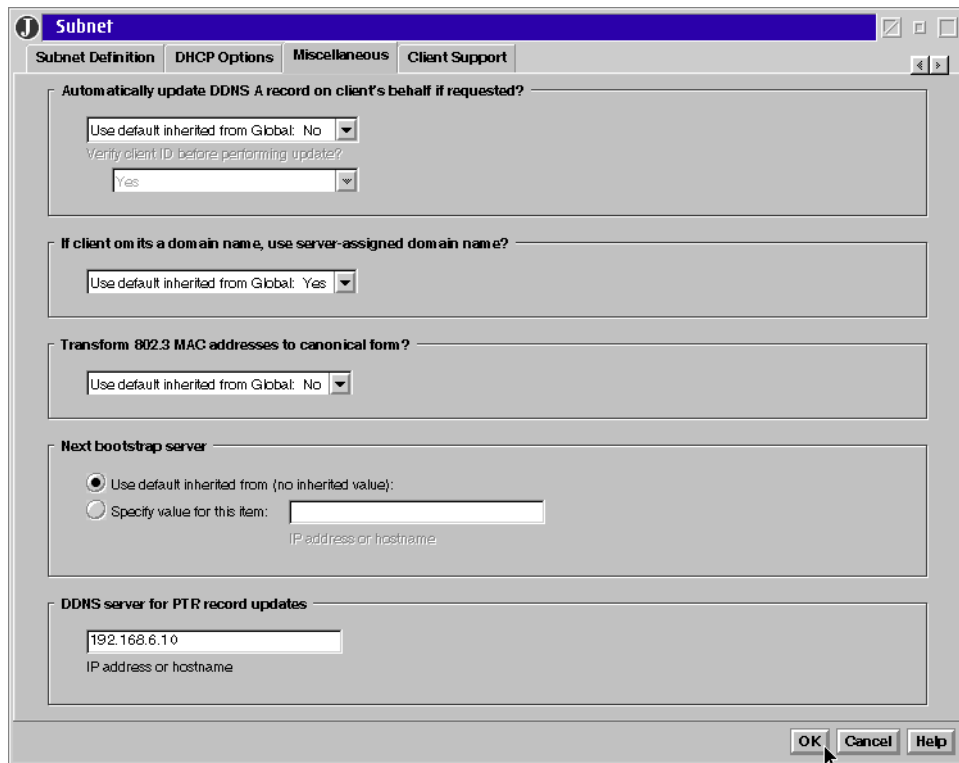 J Subnet
Subnet Definition DHCP Options Miscellaneous Client Support
Automatically update DDNS A record on client's behalf if requested?
Use default inherited from Global: No
Verify client ID before performing update?
Yes
If client omits a domain name, use server-assigned domain name?
Use default inherited from Global: Yes
Transform 802.3 MAC addresses to canonical form?
Use default inherited from Global: No
Next bootstrap server
Use default inherited from (no inherited value):
Specify value for this item:
IP address or hostname
DDNS server for PTR record updates
192.168.6.10
IP address or hostname
OK Cancel Help